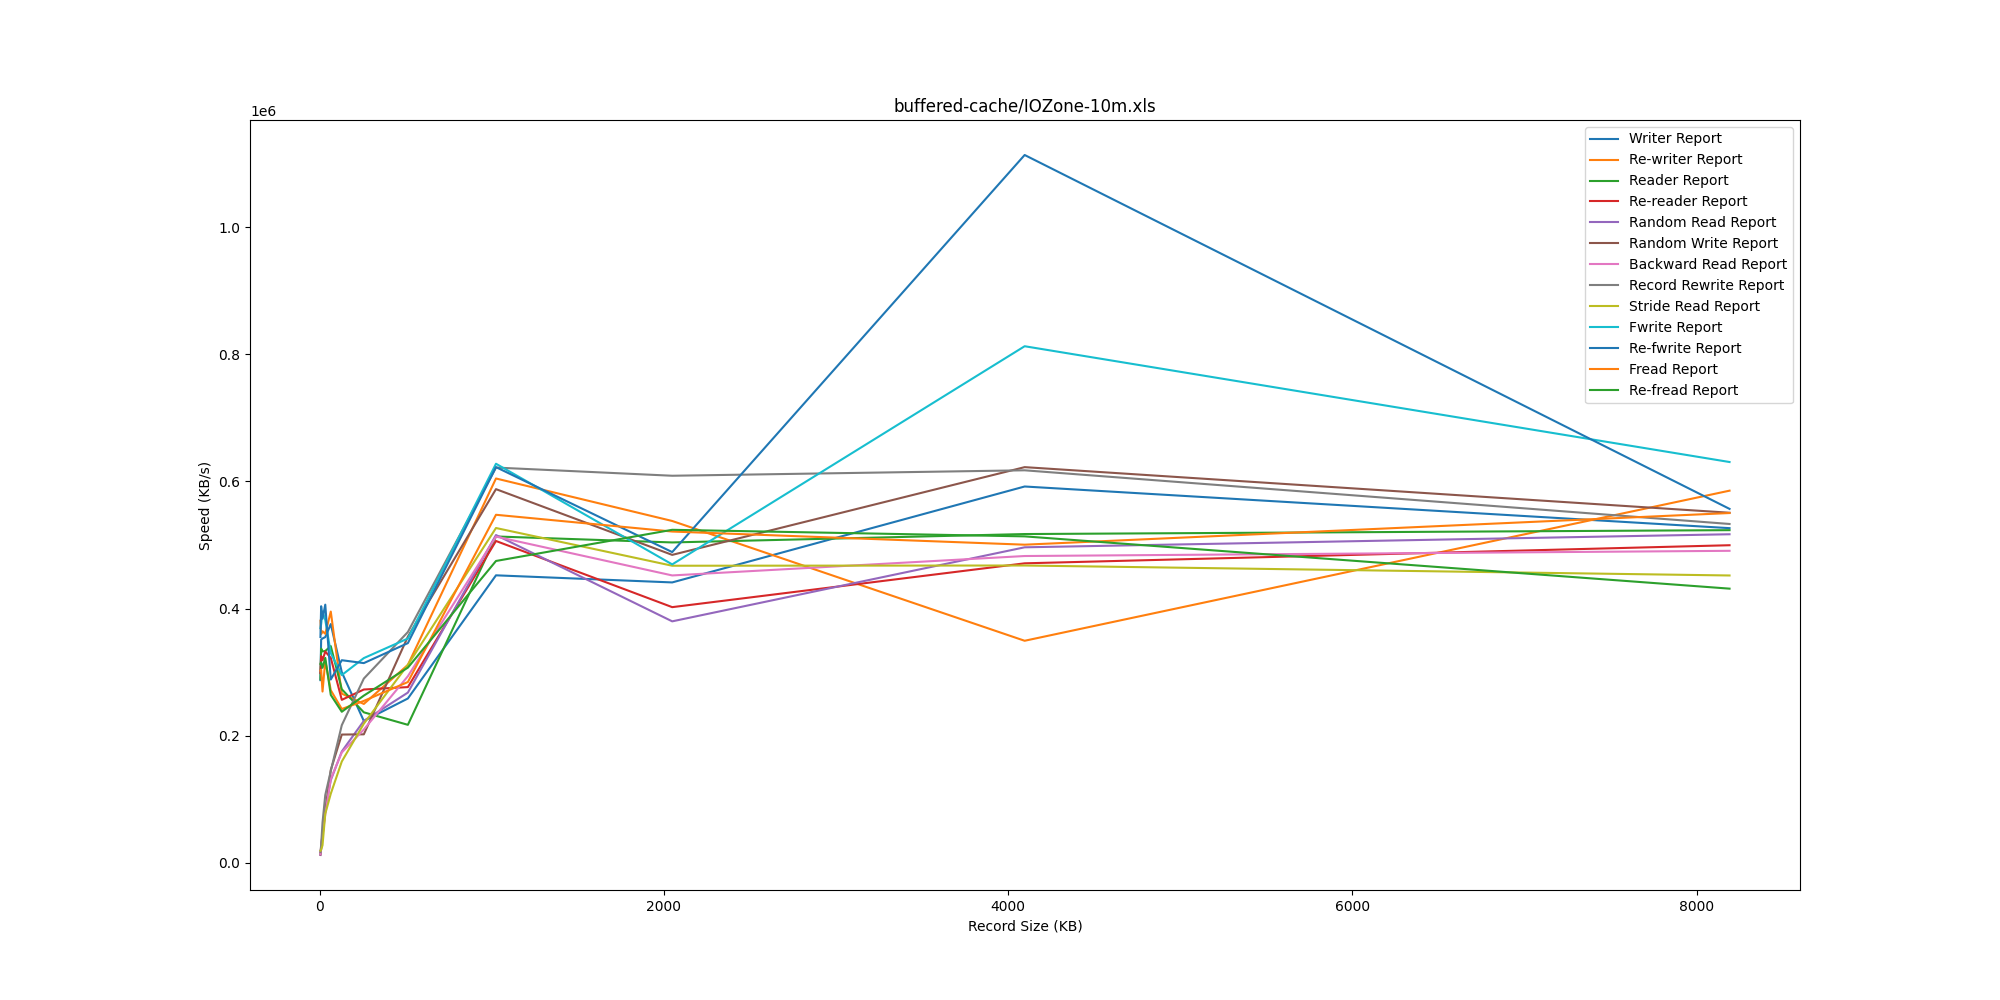 buffered-cache/IOZone-10m.xls
1e6
1.0
0.8
0.6
0.4
0.2
0.0
Speed (KB/s)
Writer Report
Re-writer Report
Reader Report
Re-reader Report
Random Read Report
Random Write Report
Backward Read Report
Record Rewrite Report
Stride Read Report
Fwrite Report
Re-fwrite Report
Fread Report
Re-fread Report
0 2000 4000 6000 8000
Record Size (KB)